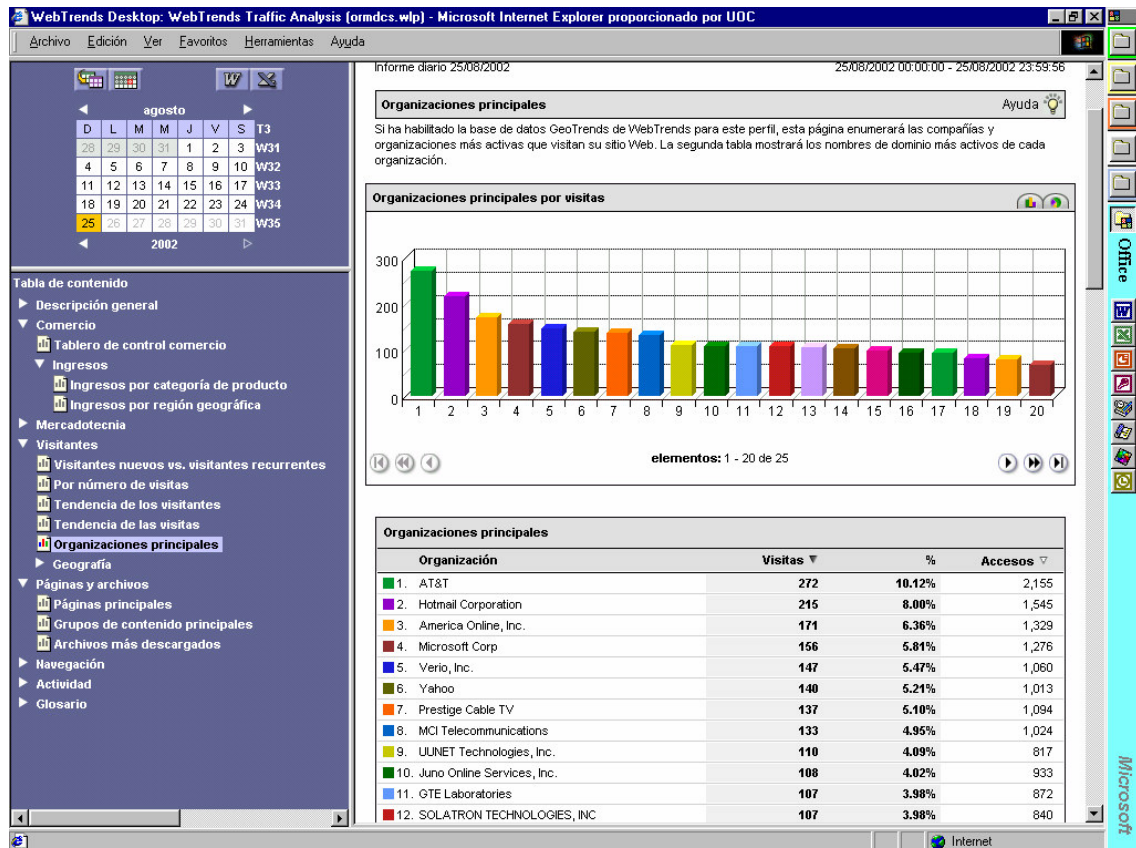 WebTrends Desktop: WebTrends Traffic Analysis (ormdcs.wlp) - Microsoft Internet Explorer proporcionado por UOC
Archivo Edición Ver Favoritos Herramientas Ayuda
agosto
D L M M J V S T3
28 29 30 31 1 2 3 W31
4 5 6 7 8 9 10 W32
11 12 13 14 15 16 17 W33
18 19 20 21 22 23 24 W34
25 26 27 28 29 30 31 W35
2002
Tabla de contenido
Descripción general
Comercio
Tablero de control comercio
Ingresos
Ingresos por categoría de producto
Ingresos por región geográfica
Mercadotecnia
Visitantes
Visitantes nuevos vs. visitantes recurrentes
Por número de visitas
Tendencia de los visitantes
Tendencia de las visitas
Organizaciones principales
Geografía
Páginas y archivos
Páginas principales
Grupos de contenido principales
Archivos más descargados
Navegación
Actividad
Glosario
Informe diario 25/08/2002 25/08/2002 00:00:00 - 25/08/2002 23:59:56
Organizaciones principales Ayuda
Si ha habilitado la base de datos GeoTrends de WebTrends para este perfil, esta página enumerará las compañías y
organizaciones más activas que visitan su sitio Web. La segunda tabla mostrará los nombres de dominio más activos de cada
organización.
Organizaciones principales por visitas
300
200
100
0
1 2 3 4 5 6 7 8 9 10 11 12 13 14 15 16 17 18 19 20
elementos: 1 - 20 de 25
Organizaciones principales
Organización Visitas % Accesos
1. AT&T 272 10.12% 2,155
2. Hotmail Corporation 215 8.00% 1,545
3. America Online, Inc. 171 6.36% 1,329
4. Microsoft Corp 156 5.81% 1,276
5. Verio, Inc. 147 5.47% 1,060
6. Yahoo 140 5.21% 1,013
7. Prestige Cable TV 137 5.10% 1,094
8. MCI Telecommunications 133 4.95% 1,024
9. UUNET Technologies, Inc. 110 4.09% 817
10. Juno Online Services, Inc. 108 4.02% 933
11. GTE Laboratories 107 3.98% 872
12. SOLATRON TECHNOLOGIES, INC 107 3.98% 840
Internet
Office
Microsoft